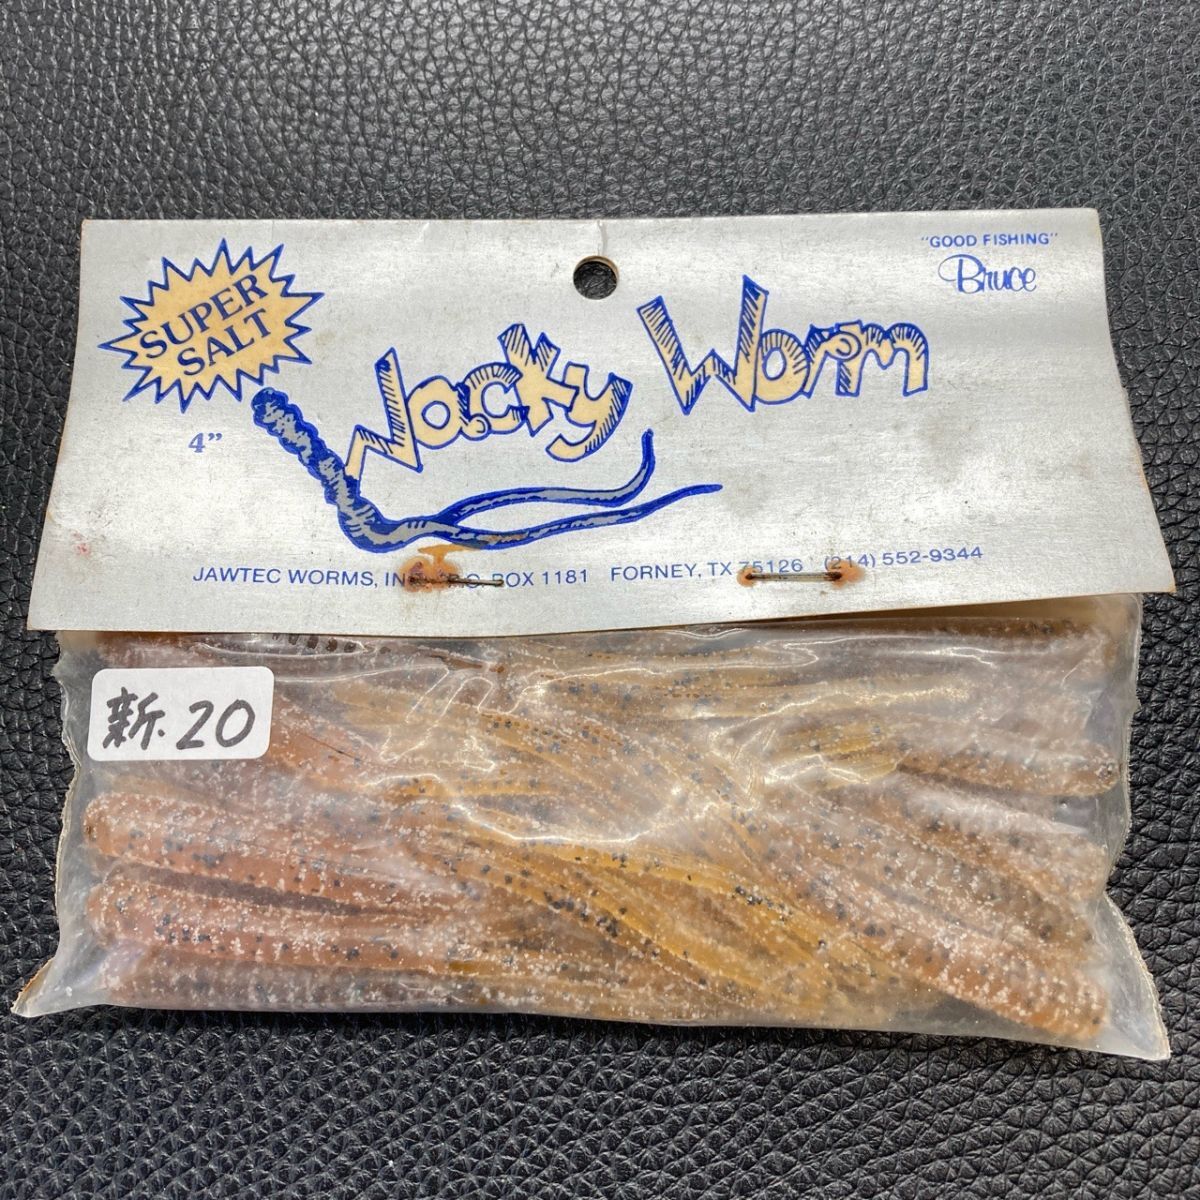 SUPER
SALT
"GOOD FISHING"
Bruce
Wacky Worm
4"
JAWTEC WORMS, BOX 1181 FORNEY, TX 75126 (214) 552-9344
新.20